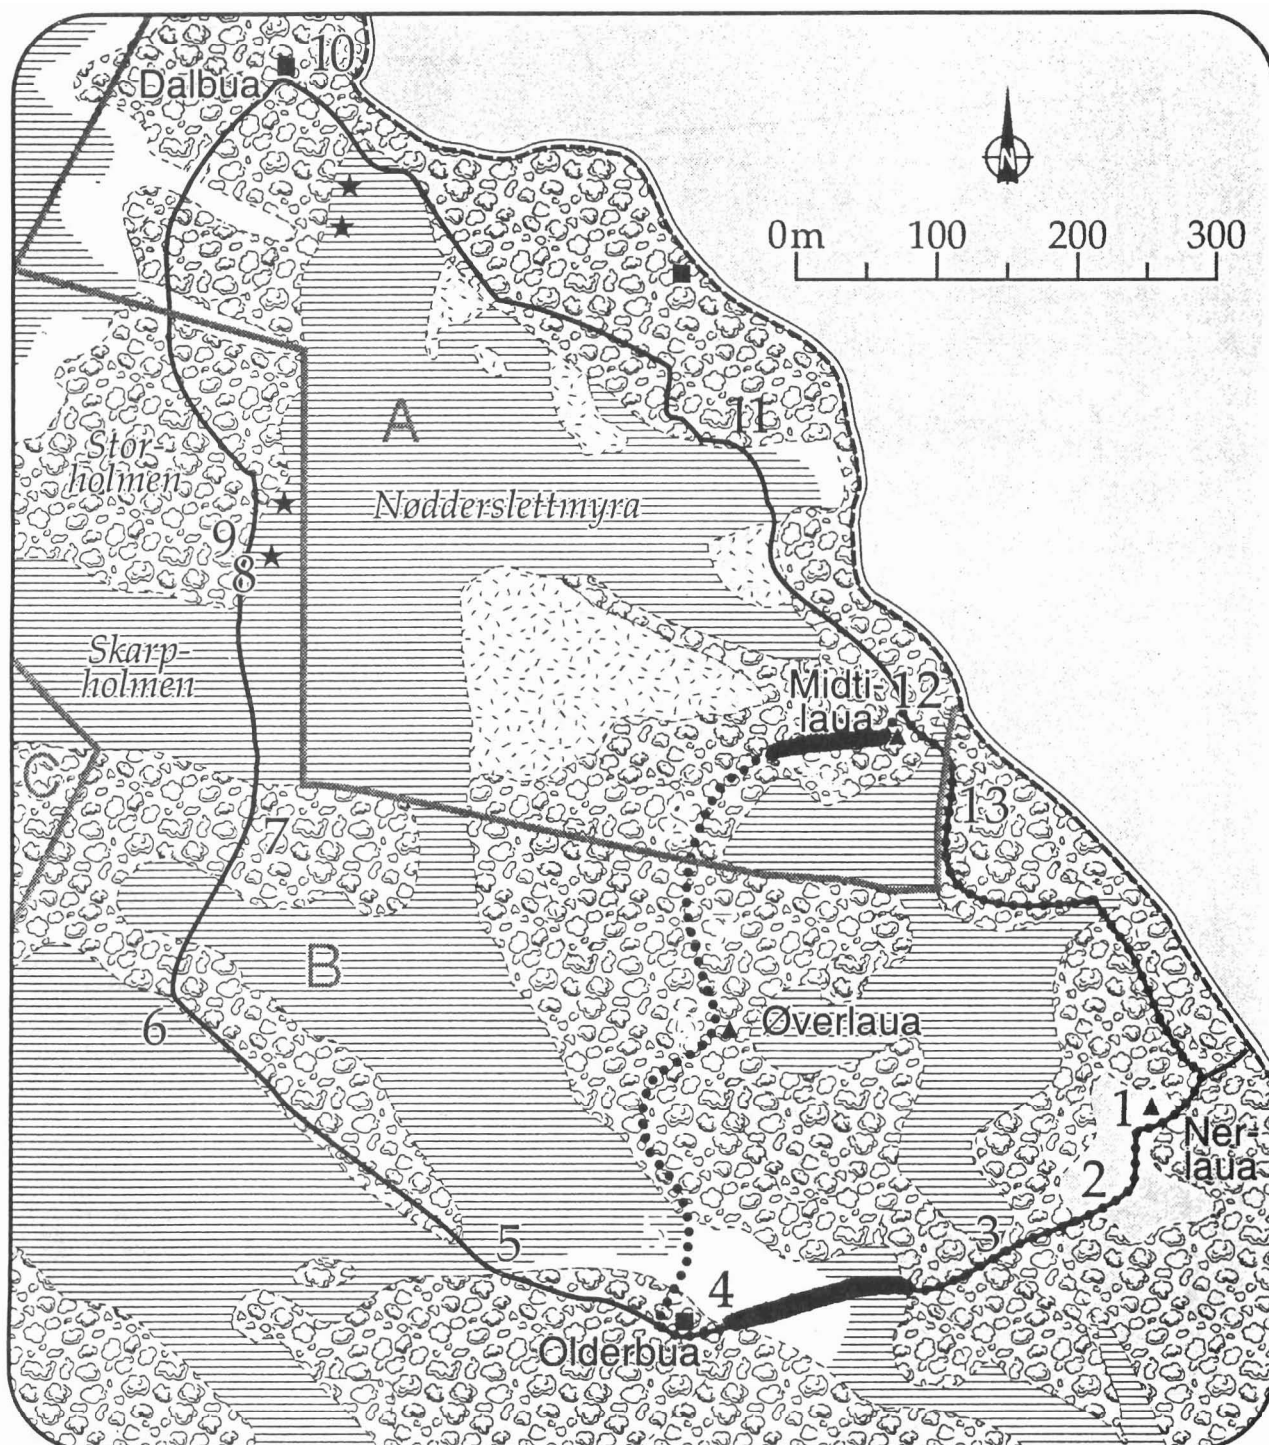 10
Dalbua
N
0 m 100 200 300
A
11
Stor-
holmen
Nødderslettmyra
9
8
Skarp-
holmen
Midti-
laua
12
C
13
7
B
6
Øverlaua
1
Ner-
laua
2
3
5
4
Olderbua